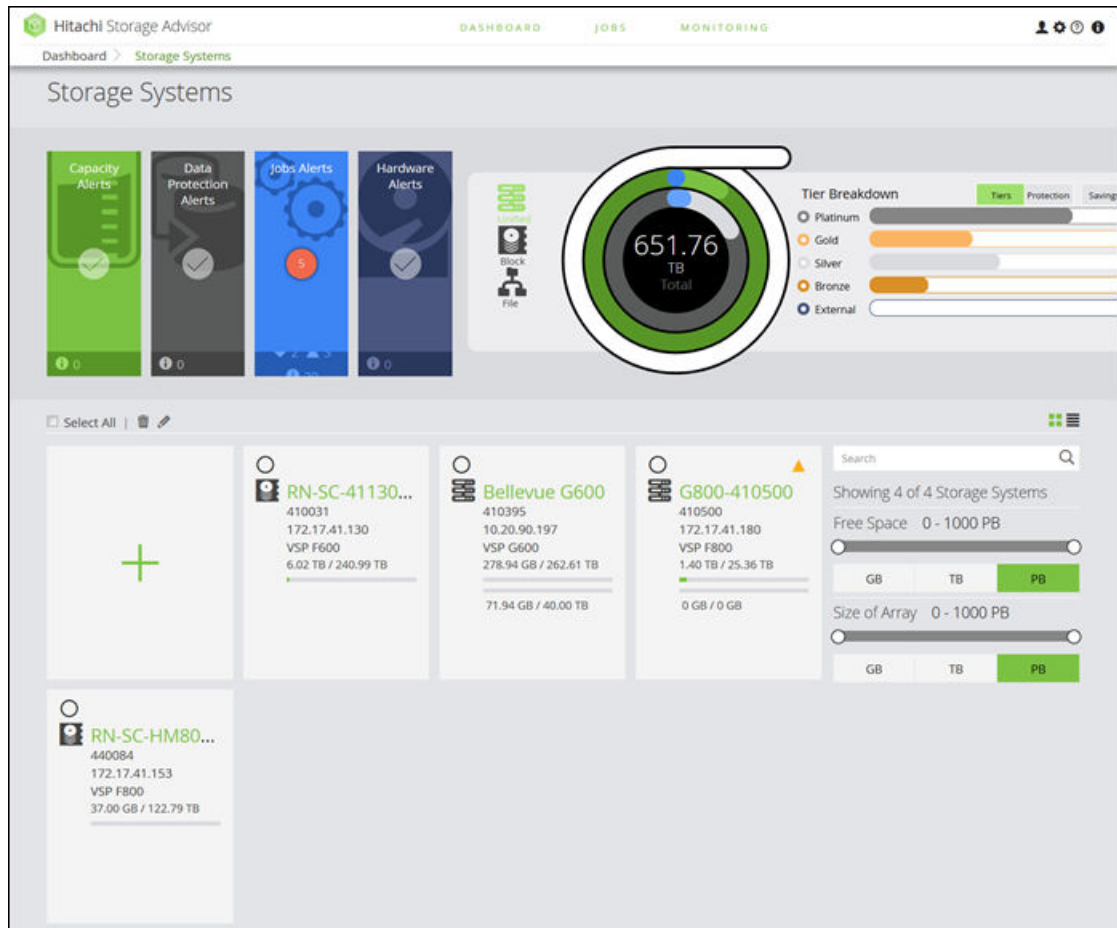 Hitachi Storage Advisor
DASHBOARD JOBS MONITORING
Dashboard Storage Systems
Storage Systems
Capacity
Alerts
0
Data
Protection
Alerts
0
Jobs Alerts
5
Hardware
Alerts
0
Unified
Block
File
651.76
TB
Total
Tier Breakdown
Tiers Protection Savings
Platinum
Gold
Silver
Bronze
External
Select All |
RN-SC-41130...
410031
172.17.41.130
VSP F600
6.02 TB / 240.99 TB
Bellevue G600
410395
10.20.90.197
VSP G600
278.94 GB / 262.61 TB
71.94 GB / 40.00 TB
G800-410500
410500
172.17.41.180
VSP F800
1.40 TB / 25.36 TB
0 GB / 0 GB
Search
Showing 4 of 4 Storage Systems
Free Space 0 - 1000 PB
GB TB PB
Size of Array 0 - 1000 PB
GB TB PB
RN-SC-HM80...
440084
172.17.41.153
VSP F800
37.00 GB / 122.79 TB